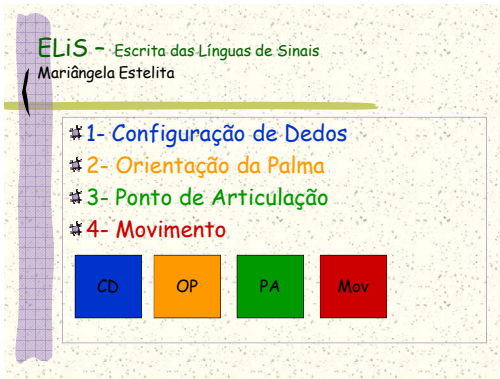 ELiS – Escrita das Línguas de Sinais
Mariângela Estelita
1- Configuração de Dedos
2- Orientação da Palma
3- Ponto de Articulação
4- Movimento
CD OP PA Mov